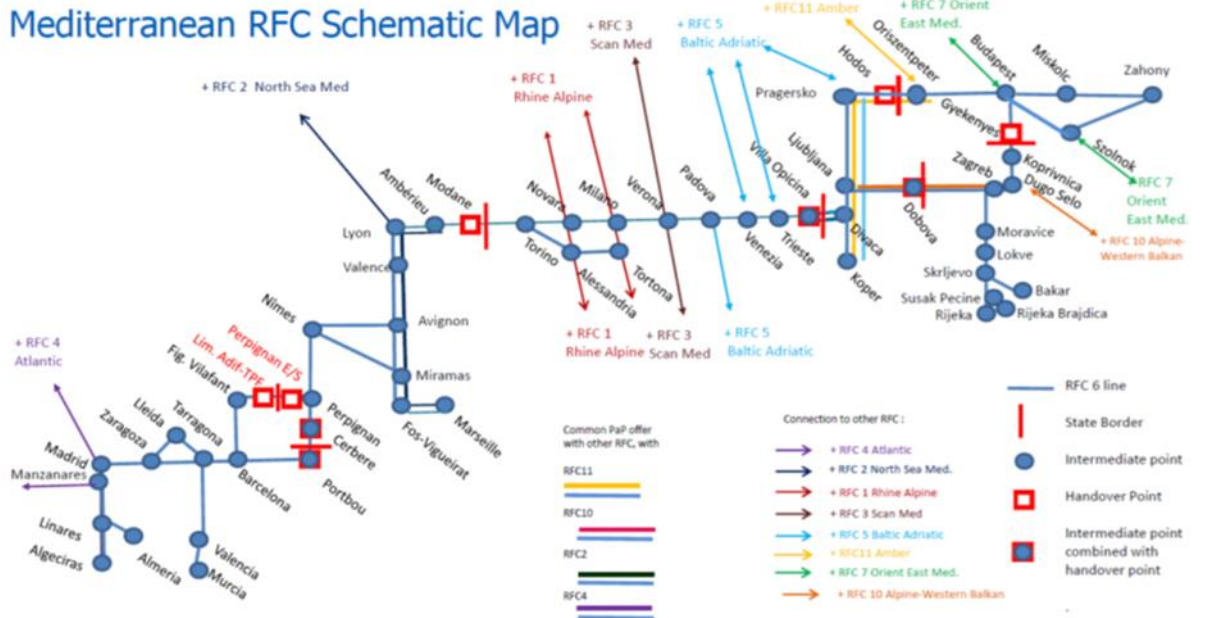 Mediterranean RFC Schematic Map
+ RFC 2 North Sea Med
+ RFC 1
Rhine Alpine
+ RFC 3
Scan Med
+ RFC 5
Baltic Adriatic
+ RFC11 Amber
+ RFC 7 Orient
East Med.
Hodos
Oriszentpeter
Budapest
Miskolc
Zahony
Pragersko
Gyekenyes
Szolnok
Ljubljana
Zagreb
Koprivnica
Dugo Selo
+RFC 7
Orient
East Med.
+ RFC 10 Alpine-
Western Balkan
Villa Opicina
Dobova
Divaca
Koper
Moravice
Lokve
Skrljevo
Bakar
Susak Pecine
Rijeka
Rijeka Brajdica
Ambérieu
Modane
Lyon
Valence
Novara
Milano
Verona
Padova
Venezia
Trieste
Torino
Alessandria
Tortona
+ RFC 1
Rhine Alpine
+ RFC 3
Scan Med
+ RFC 5
Baltic Adriatic
Nimes
Avignon
Miramas
Marseille
Fos-Vigueirat
Perpignan E/S
Lim. Adif-TPF
Fig. Vilafant
Perpignan
Cerbere
Portbou
+ RFC 4
Atlantic
Lleida
Tarragona
Zaragoza
Madrid
Manzanares
Barcelona
Linares
Algeciras
Almeria
Valencia
Murcia
Common PaP offer
with other RFC, with
RFC11
RFC10
RFC2
RFC4
Connection to other RFC :
+ RFC 4 Atlantic
+ RFC 2 North Sea Med.
+ RFC 1 Rhine Alpine
+ RFC 3 Scan Med
+ RFC 5 Baltic Adriatic
+ RFC11 Amber
+ RFC 7 Orient East Med.
+ RFC 10 Alpine-Western Balkan
RFC 6 line
State Border
Intermediate point
Handover Point
Intermediate point
combined with
handover point